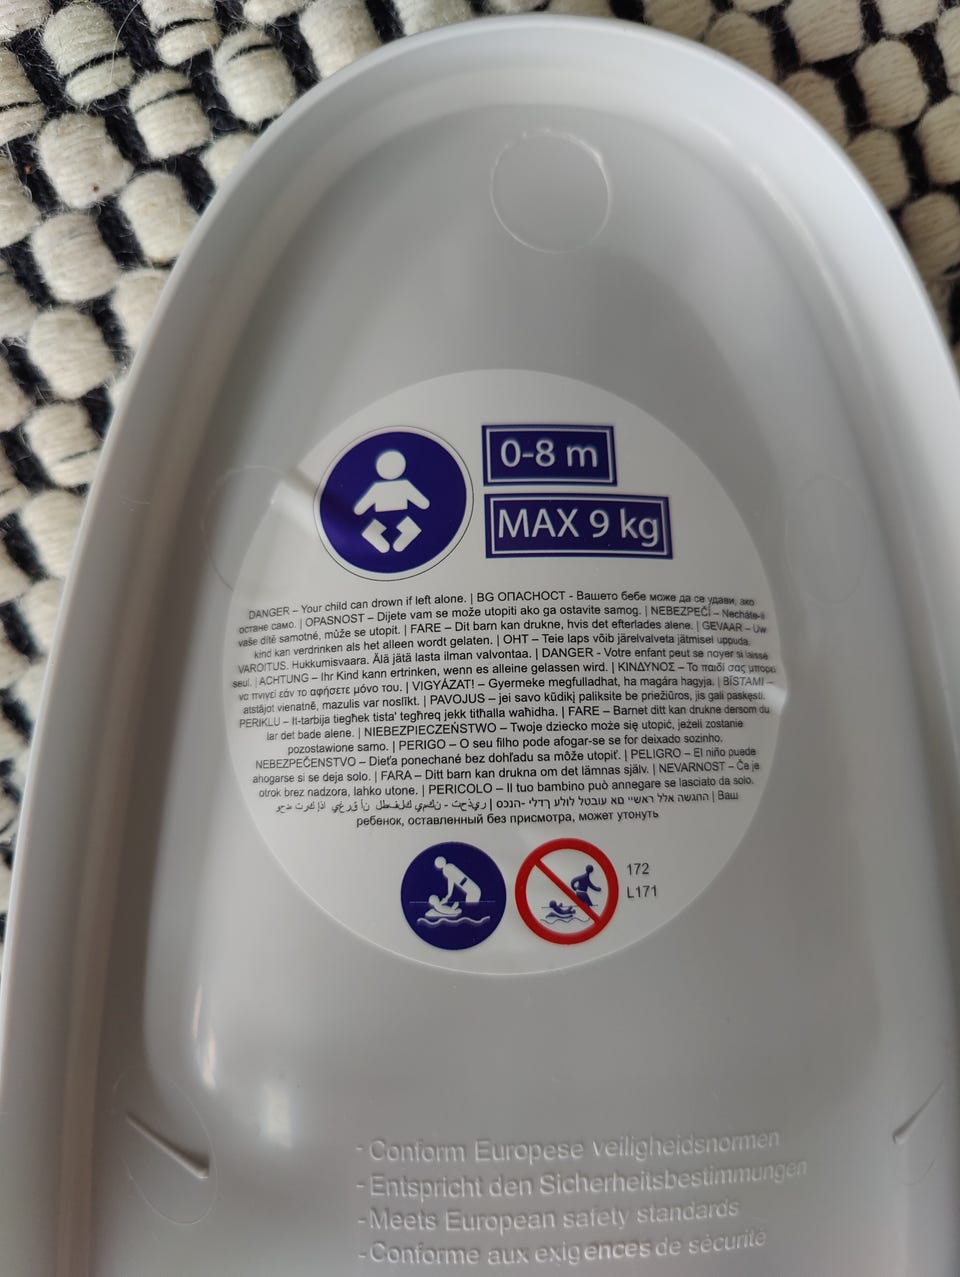 0-8 m
MAX 9 kg
DANGER – Your child can drown if left alone. | BG ОПАСНОСТ - Вашето бебе може да се удави, ако
остане само. | OPASNOST – Dijete vam se može utopiti ako ga ostavite samog. | NEBEZPEČÍ – Necháte-li
vaše dítě samotné, může se utopit. | FARE – Dit barn kan drukne, hvis det efterlades alene. | GEVAAR – Uw
kind kan verdrinken als het alleen wordt gelaten. | OHT – Teie laps võib järelvalveta jätmisel uppuda.
VAROITUS. Hukkumisvaara. Älä jätä lasta ilman valvontaa. | DANGER - Votre enfant peut se noyer si laissé
seul. | ACHTUNG – Ihr Kind kann ertrinken, wenn es alleine gelassen wird. | ΚΙΝΔΥΝΟΣ – Το παιδί σας μπορεί
να πνιγεί εάν το αφήσετε μόνο του. | VIGYÁZAT! – Gyermeke megfulladhat, ha magára hagyja. | BĪSTAMI –
atstājot vienatnē, mazulis var noslīkt. | PAVOJUS – jei savo kūdikį paliksite be priežiūros, jis gali paskęsti.
PERIKLU – It-tarbija tiegħek tista' tegħreq jekk titħalla waħidha. | FARE – Barnet ditt kan drukne dersom du
lar det bade alene. | NIEBEZPIECZEŃSTWO – Twoje dziecko może się utopić, jeżeli zostanie
pozostawione samo. | PERIGO – O seu filho pode afogar-se se for deixado sozinho.
NEBEZPEČENSTVO – Dieťa ponechané bez dohľadu sa môže utopiť. | PELIGRO – El niño puede
ahogarse si se deja solo. | FARA – Ditt barn kan drukna om det lämnas själv. | NEVARNOST – Če je
otrok brez nadzora, lahko utone. | PERICOLO – Il tuo bambino può annegare se lasciato da solo.
| Ваш
ребенок, оставленный без присмотра, может утонуть
172
L171
- Conform Europese veiligheidsnormen
- Entspricht den Sicherheitsbestimmungen
- Meets European safety standards
- Conforme aux exigences de sécurité